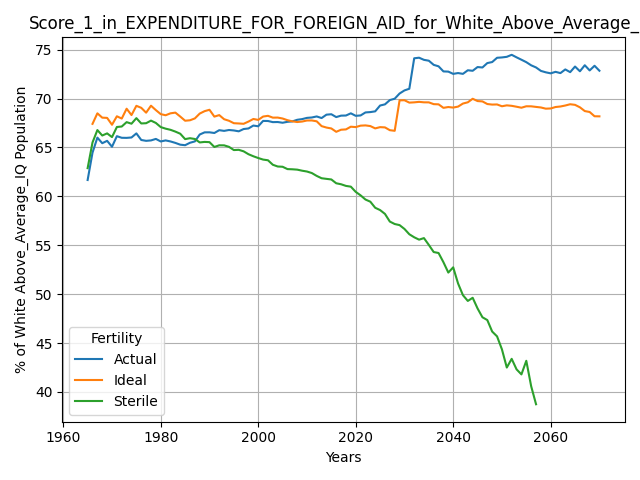 Score_1_in_EXPENDITURE_FOR_FOREIGN_AID_for_White_Above_Average_
75
70
65
60
55
50
45
40
% of White Above_Average_IQ Population
Fertility
Actual
Ideal
Sterile
1960 1980 2000 2020 2040 2060
Years